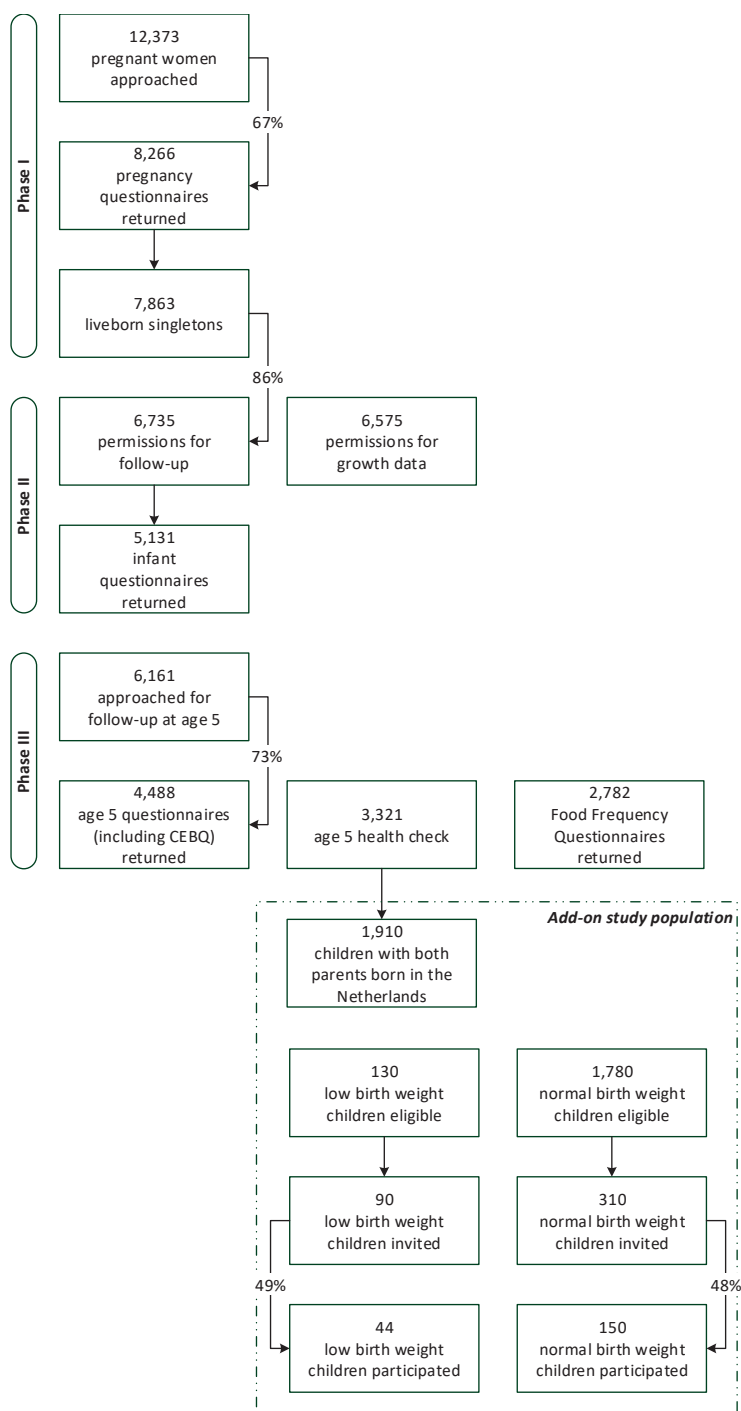 Phase I
12,373
pregnant women
approached
67%
8,266
pregnancy
questionnaires
returned
7,863
liveborn singletons
86%
Phase II
6,735
permissions for
follow-up
6,575
permissions for
growth data
5,131
infant
questionnaires
returned
Phase III
6,161
approached for
follow-up at age 5
73%
4,488
age 5 questionnaires
(including CEBQ)
returned
3,321
age 5 health check
2,782
Food Frequency
Questionnaires
returned
Add-on study population
1,910
children with both
parents born in the
Netherlands
130
low birth weight
children eligible
1,780
normal birth weight
children eligible
90
low birth weight
children invited
310
normal birth weight
children invited
49%
48%
44
low birth weight
children participated
150
normal birth weight
children participated